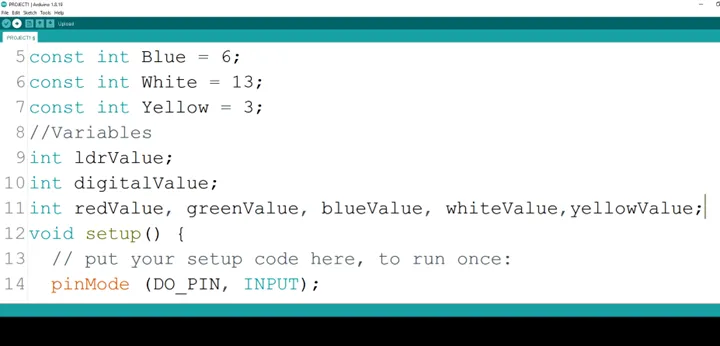 PROJECT1 | Arduino 1.8.19
File Edit Sketch Tools Help
Upload
PROJECT1 §
5 const int Blue = 6;
6 const int White = 13;
7 const int Yellow = 3;
8 //Variables
9 int ldrValue;
10 int digitalValue;
11 int redValue, greenValue, blueValue, whiteValue,yellowValue;
12 void setup() {
13 // put your setup code here, to run once:
14 pinMode (DO_PIN, INPUT);